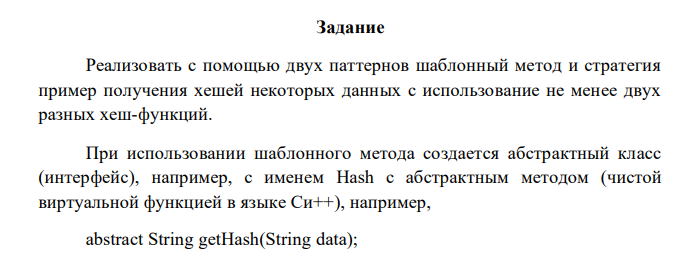 Задание
Реализовать с помощью двух паттернов шаблонный метод и стратегия
пример получения хешей некоторых данных с использование не менее двух
разных хеш-функций.
При использовании шаблонного метода создается абстрактный класс
(интерфейс), например, с именем Hash с абстрактным методом (чистой
виртуальной функцией в языке Си++), например,
abstract String getHash(String data);